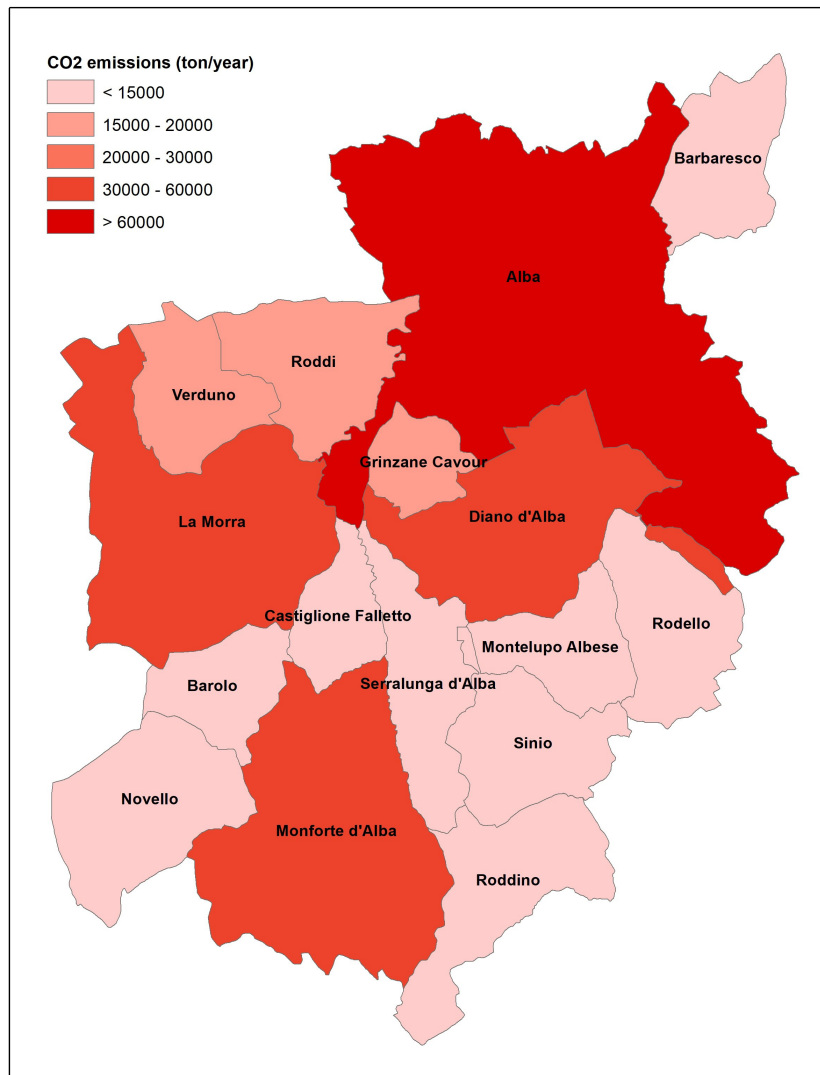 CO2 emissions (ton/year)
< 15000
15000 - 20000
20000 - 30000
30000 - 60000
> 60000
Barbaresco
Alba
Roddi
Verduno
Grinzane Cavour
Diano d'Alba
La Morra
Castiglione Falletto
Rodello
Montelupo Albese
Serralunga d'Alba
Barolo
Sinio
Novello
Monforte d'Alba
Roddino